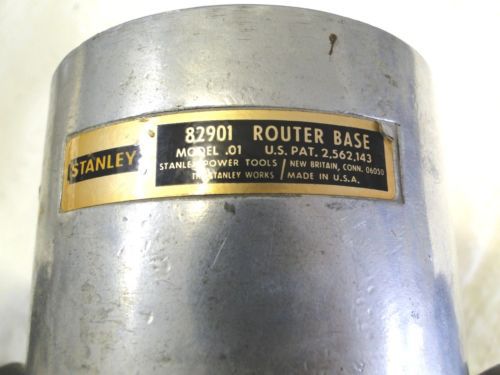 STANLEY
82901 ROUTER BASE
MODEL .01 U.S. PAT. 2,562,143
STANLEY POWER TOOLS / NEW BRITAIN, CONN. 06050
THE STANLEY WORKS / MADE IN U.S.A.